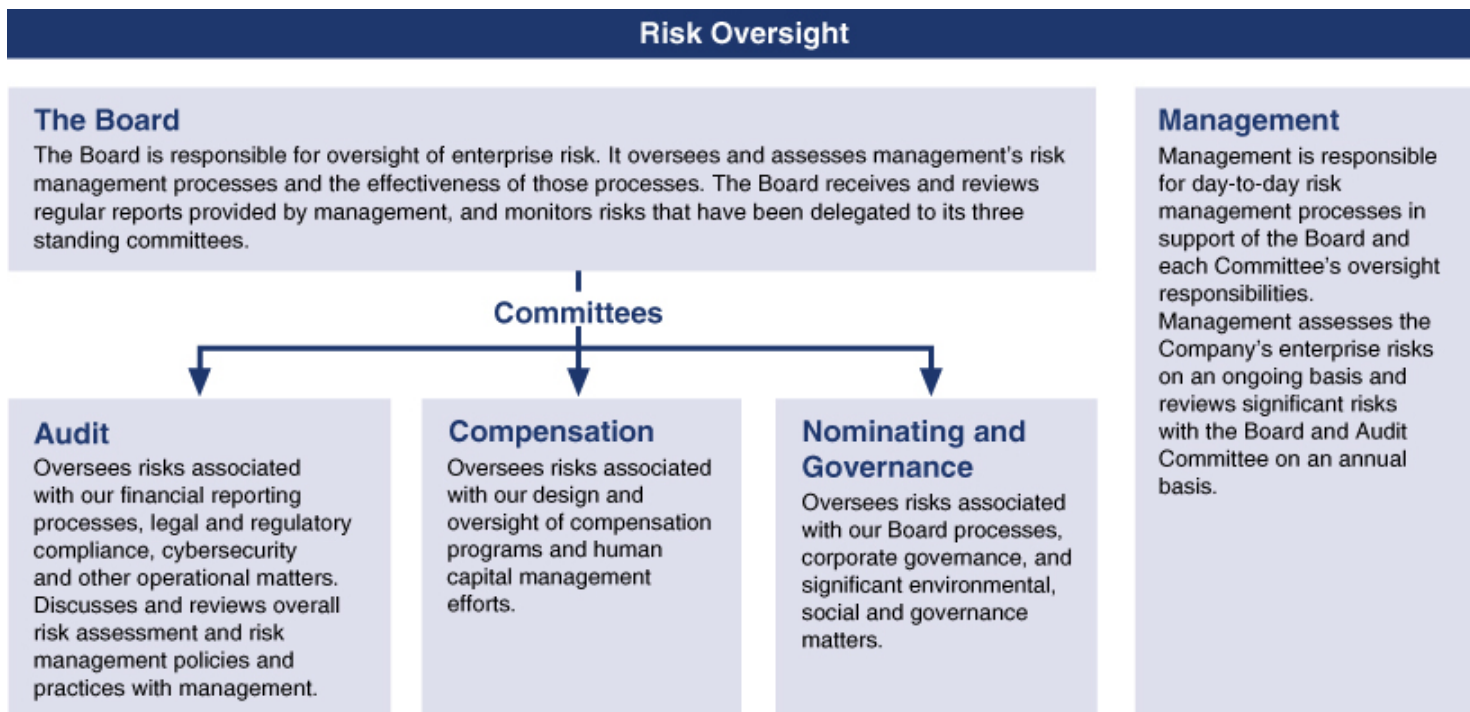 Risk Oversight
The Board
The Board is responsible for oversight of enterprise risk. It oversees and assesses management's risk
management processes and the effectiveness of those processes. The Board receives and reviews
regular reports provided by management, and monitors risks that have been delegated to its three
standing committees.
Management
Management is responsible
for day-to-day risk
management processes in
support of the Board and
each Committee's oversight
responsibilities.
Management assesses the
Company's enterprise risks
on an ongoing basis and
reviews significant risks
with the Board and Audit
Committee on an annual
basis.
Committees
Audit
Oversees risks associated
with our financial reporting
processes, legal and regulatory
compliance, cybersecurity
and other operational matters.
Discusses and reviews overall
risk assessment and risk
management policies and
practices with management.
Compensation
Oversees risks associated
with our design and
oversight of compensation
programs and human
capital management
efforts.
Nominating and
Governance
Oversees risks associated
with our Board processes,
corporate governance, and
significant environmental,
social and governance
matters.